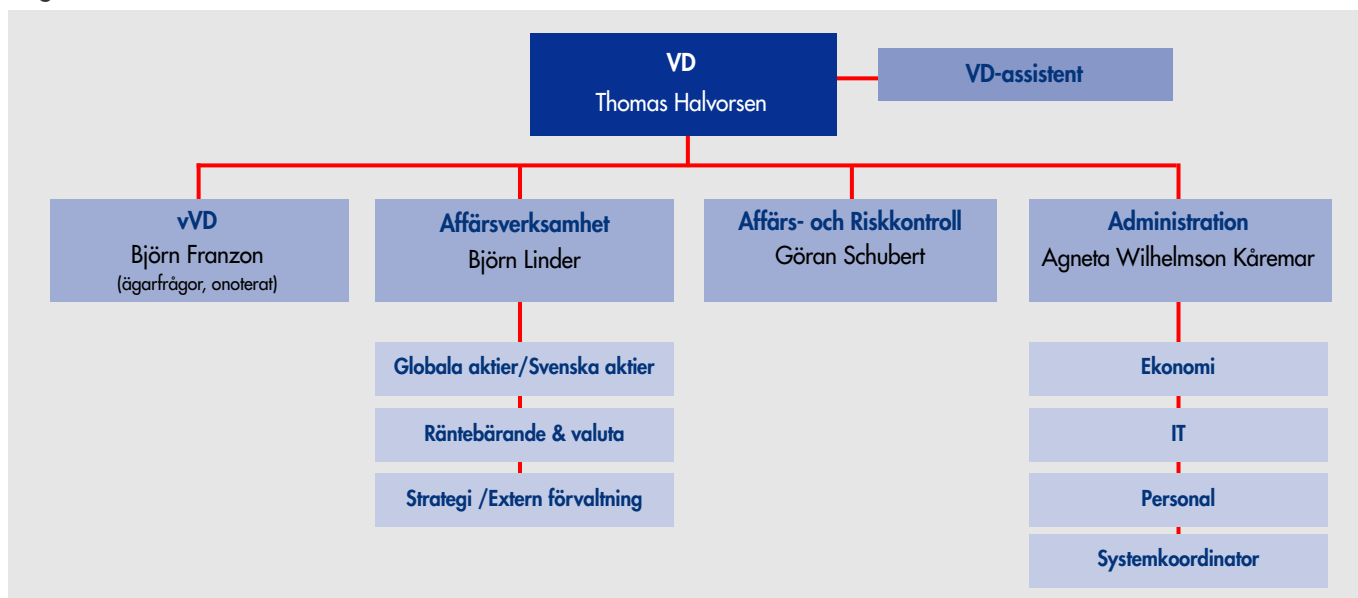 VD
Thomas Halvorsen
VD-assistent
vVD
Björn Franzon
(ägarfrågor, onoterat)
Affärsverksamhet
Björn Linder
Affärs- och Riskkontroll
Göran Schubert
Administration
Agneta Wilhelmson Kåremar
Globala aktier/Svenska aktier
Räntebärande & valuta
Strategi /Extern förvaltning
Ekonomi
IT
Personal
Systemkoordinator